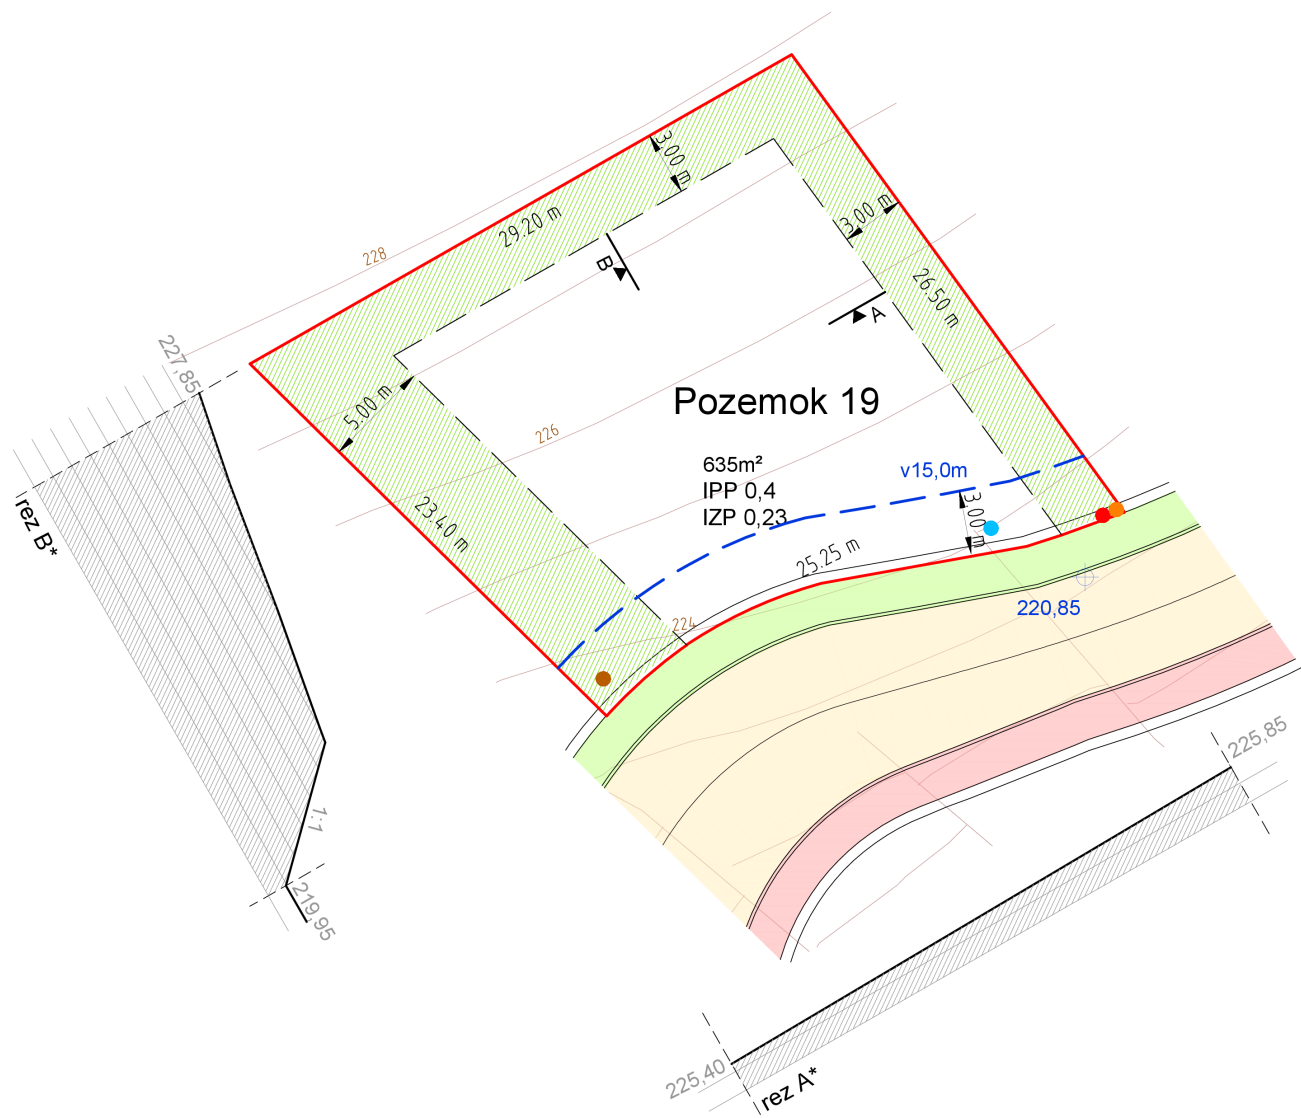 228
3.00 m
29.20 m
B
3.00 m
26.50 m
A
227,85
5.00 m
Pozemok 19
226
635m²
IPP 0,4
IZP 0,23
v15,0m
3.00 m
23.40 m
25.25 m
rez B*
224
220,85
1:1
219,95
225,85
225,40
rez A*